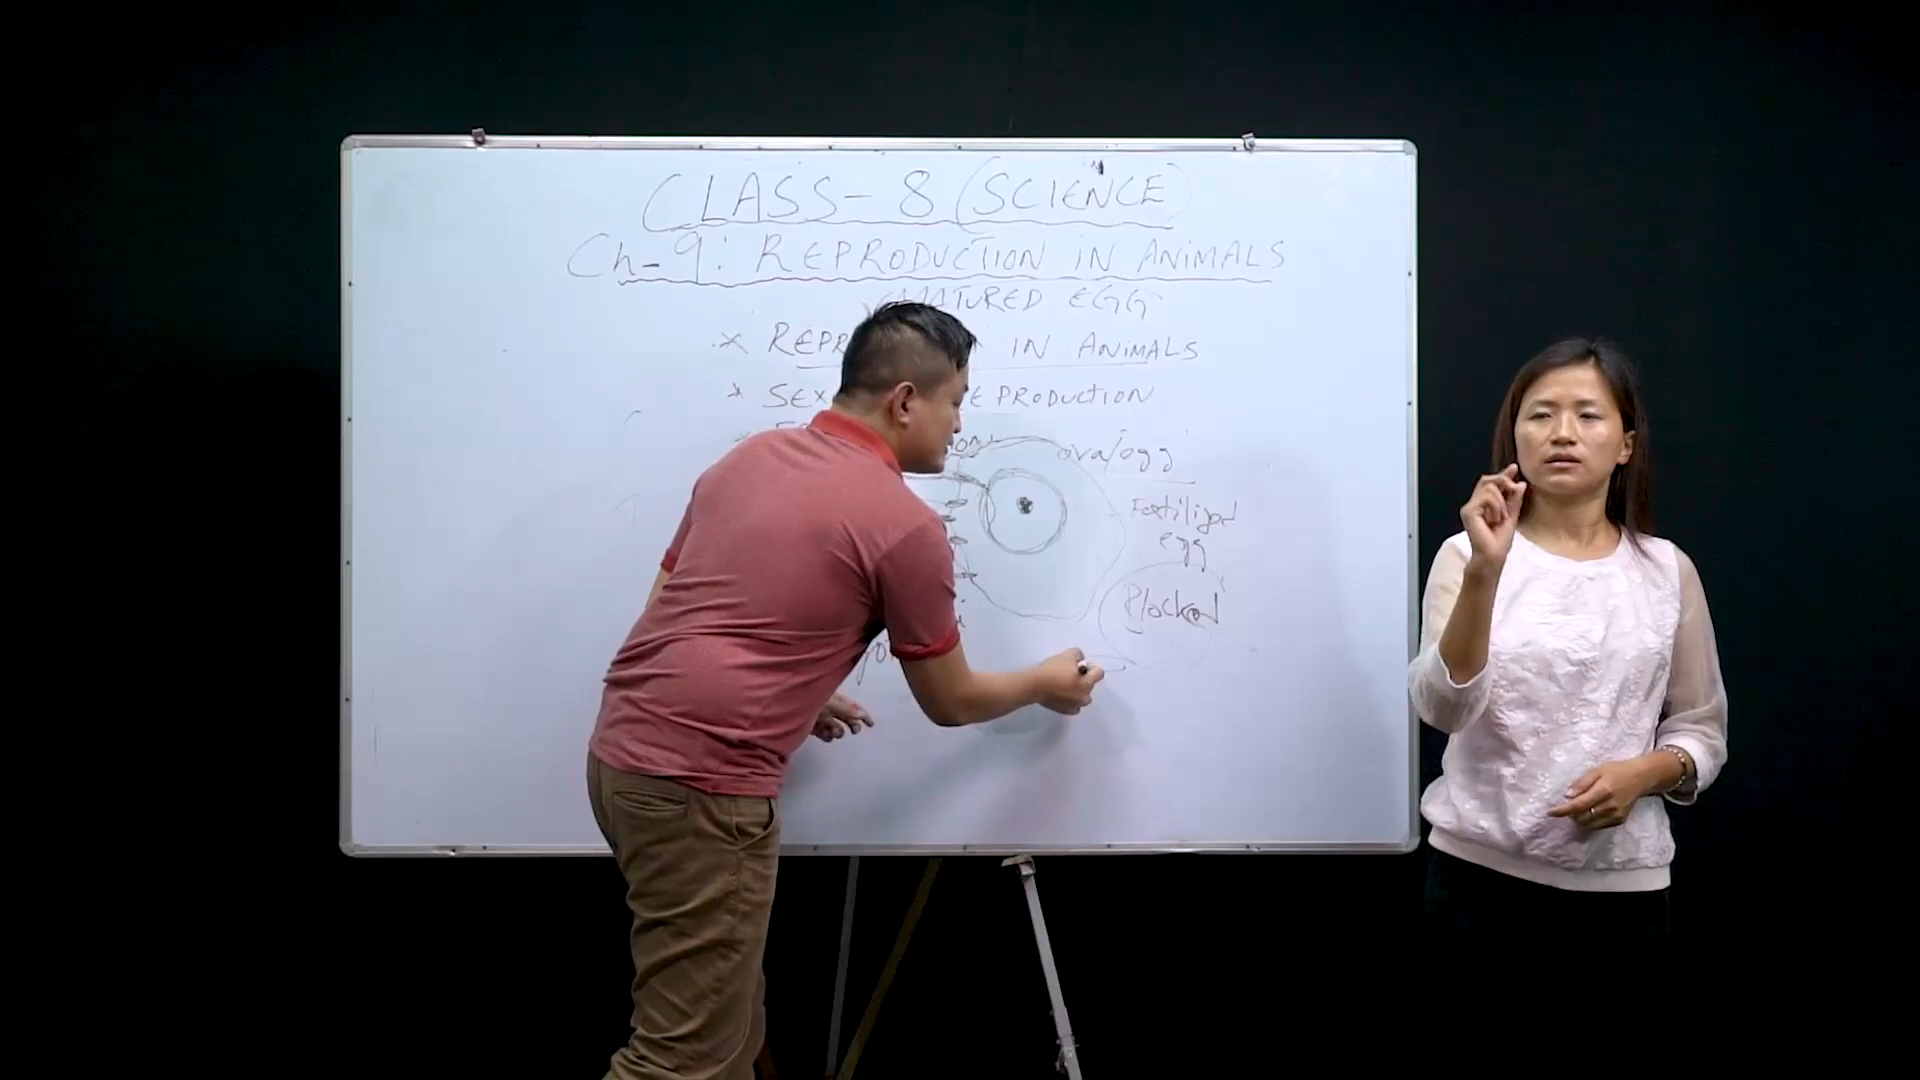 CLASS-8 (SCIENCE)
Ch-9: REPRODUCTION IN ANIMALS
MATURED EGG
* REPR IN ANIMALS
* SEX E PRODUCTION
ova/egg
Fertilized
egg
Blocked